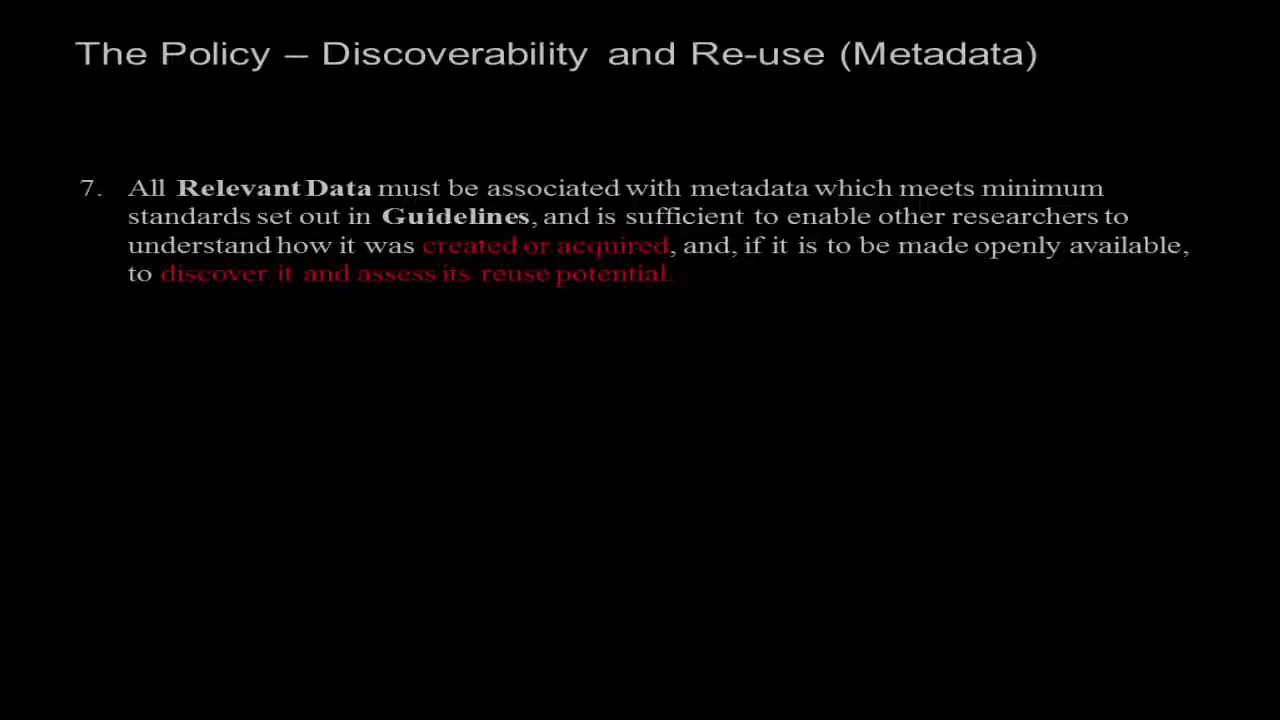 The Policy – Discoverability and Re-use (Metadata)
7. All Relevant Data must be associated with metadata which meets minimum
standards set out in Guidelines, and is sufficient to enable other researchers to
understand how it was created or acquired, and, if it is to be made openly available,
to discover it and assess its reuse potential.